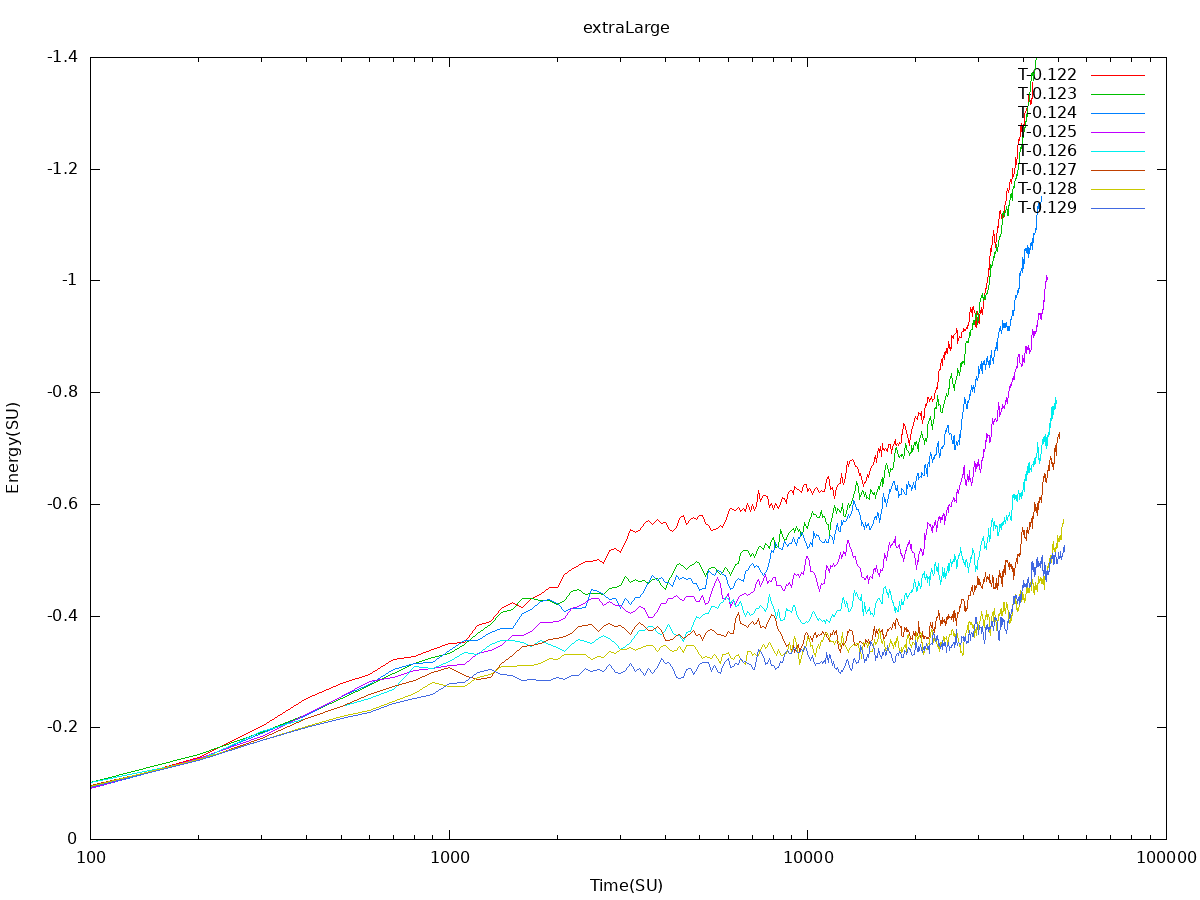 extraLarge
-1.4
-1.2
-1
-0.8
-0.6
-0.4
-0.2
0
Energy(SU)
T-0.122
T-0.123
T-0.124
T-0.125
T-0.126
T-0.127
T-0.128
T-0.129
100
1000
10000
100000
Time(SU)